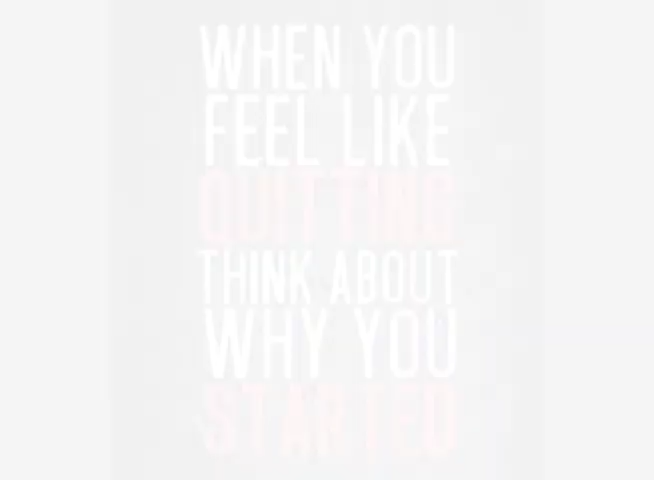 WHEN YOU
FEEL LIKE
QUITTING
THINK ABOUT
WHY YOU
STARTED